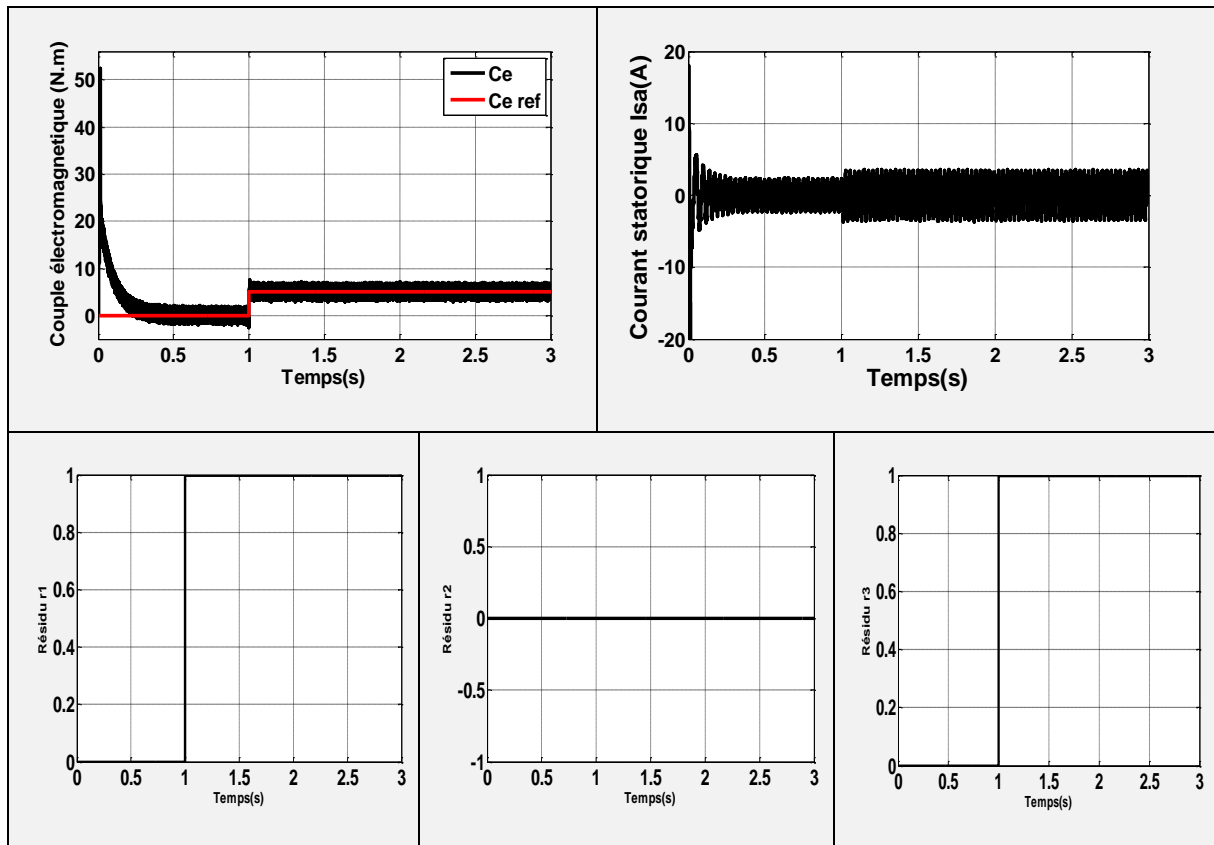 Couple électromagnetique (N.m)
50
40
30
20
10
0
Ce
Ce ref
0 0.5 1 1.5 2 2.5 3
Temps(s)
Courant statorique Isa(A)
20
10
0
-10
-20
0 0.5 1 1.5 2 2.5 3
Temps(s)
Résidu r1
1
0.8
0.6
0.4
0.2
0
0 0.5 1 1.5 2 2.5 3
Temps(s)
Résidu r2
1
0.5
0
-0.5
-1
0 0.5 1 1.5 2 2.5 3
Temps(s)
Résidu r3
1
0.8
0.6
0.4
0.2
0
0 0.5 1 1.5 2 2.5 3
Temps(s)